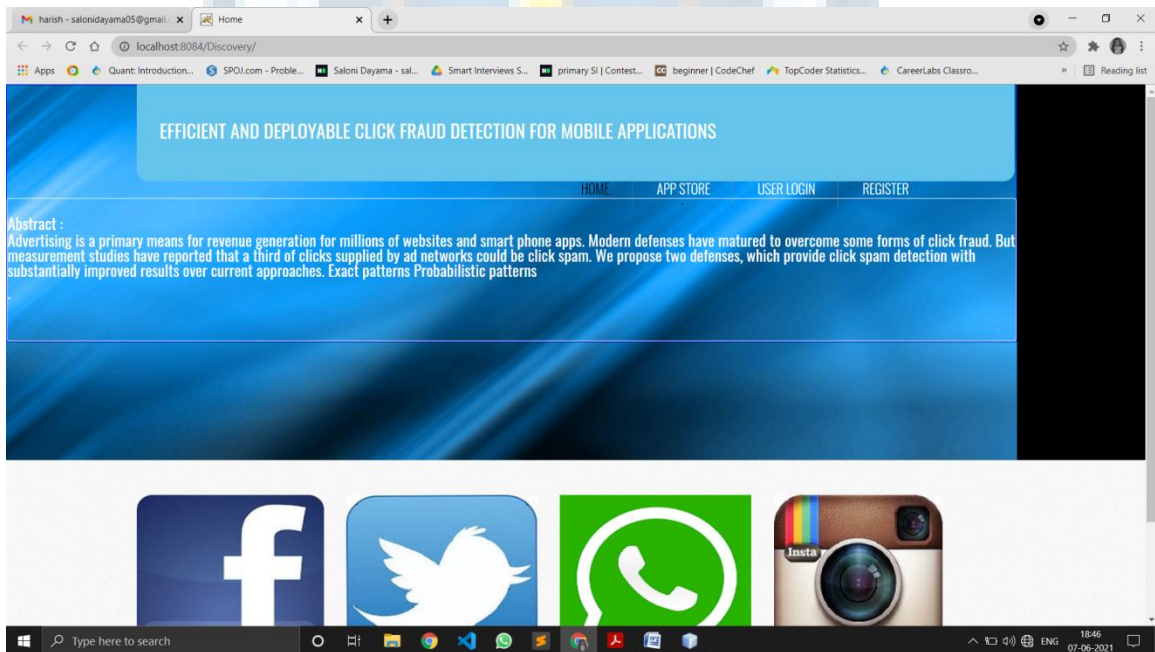 harish - salonidayama05@gmail.
Home
localhost:8084/Discovery/
Apps
Quant: Introduction...
SPOJ.com - Proble...
Saloni Dayama - sal...
Smart Interviews S...
primary SI | Contest...
beginner | CodeChef
TopCoder Statistics...
CareerLabs Classro...
»
Reading list
EFFICIENT AND DEPLOYABLE CLICK FRAUD DETECTION FOR MOBILE APPLICATIONS
HOME
APP STORE
USER LOGIN
REGISTER
Abstract :
Advertising is a primary means for revenue generation for millions of websites and smart phone apps. Modern defenses have matured to overcome some forms of click fraud. But
measurement studies have reported that a third of clicks supplied by ad networks could be click spam. We propose two defenses, which provide click spam detection with
substantially improved results over current approaches. Exact patterns Probabilistic patterns
.
Insta
Type here to search
ENG
18:46
07-06-2021